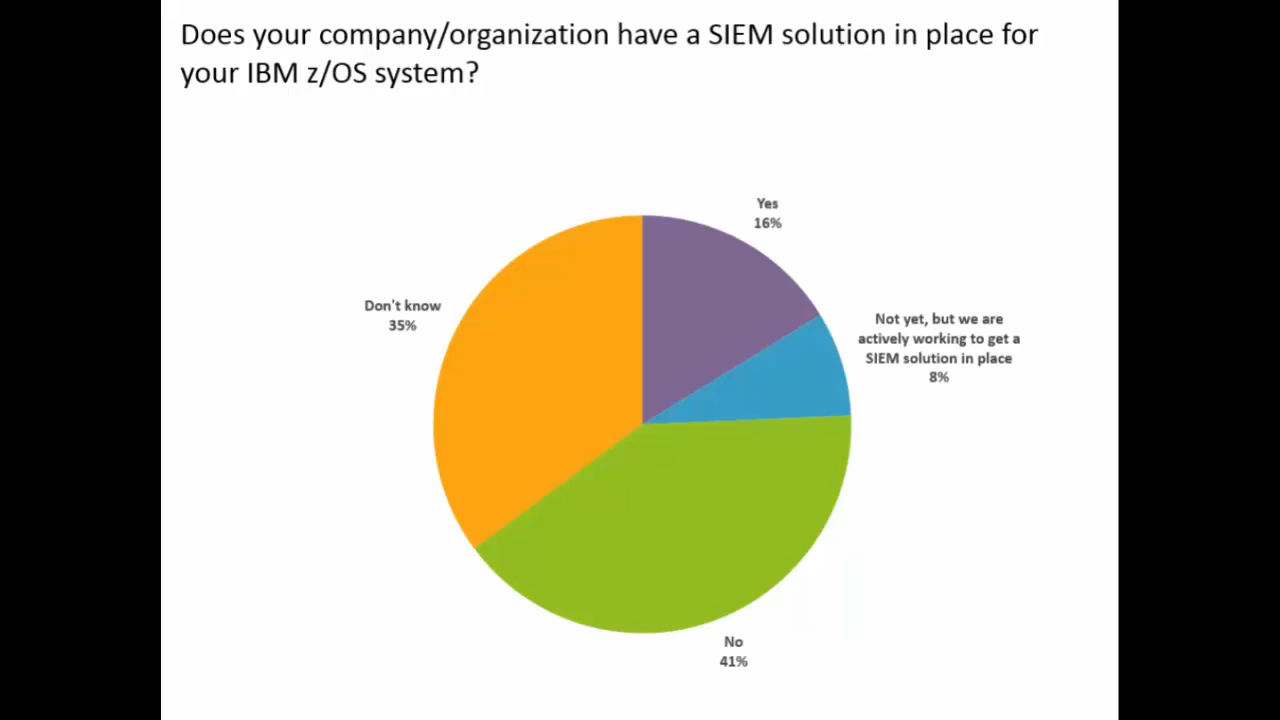 Does your company/organization have a SIEM solution in place for
your IBM z/OS system?
Yes
16%
Don't know
35%
Not yet, but we are
actively working to get a
SIEM solution in place
8%
No
41%